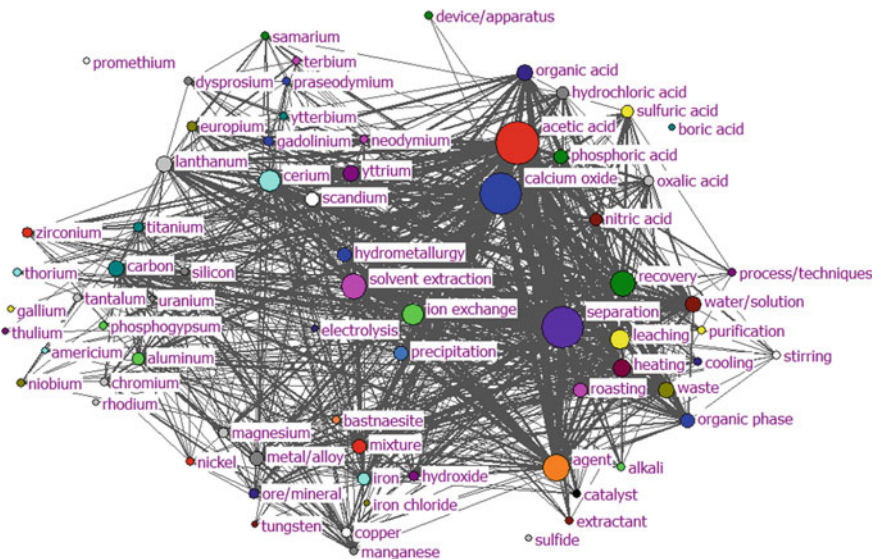 device/apparatus
samarium
promethium
terbium
organic acid
dysprosium
praseodymium
hydrochloric acid
sulfuric acid
ytterbium
europium
acetic acid
boric acid
gadolinium
neodymium
lanthanum
phosphoric acid
cerium
yttrium
calcium oxide
oxalic acid
scandium
nitric acid
zirconium
titanium
hydrometallurgy
thorium
carbon
silicon
solvent extraction
recovery
process/techniques
gallium
tantalum
uranium
water/solution
ion exchange
separation
thulium
phosphogypsum
electrolysis
purification
leaching
americium
aluminum
precipitation
stirring
heating
cooling
niobium
chromium
roasting
waste
rhodium
bastnaesite
organic phase
magnesium
mixture
nickel
metal/alloy
agent
alkali
iron
hydroxide
ore/mineral
catalyst
iron chloride
tungsten
copper
extractant
manganese
sulfide